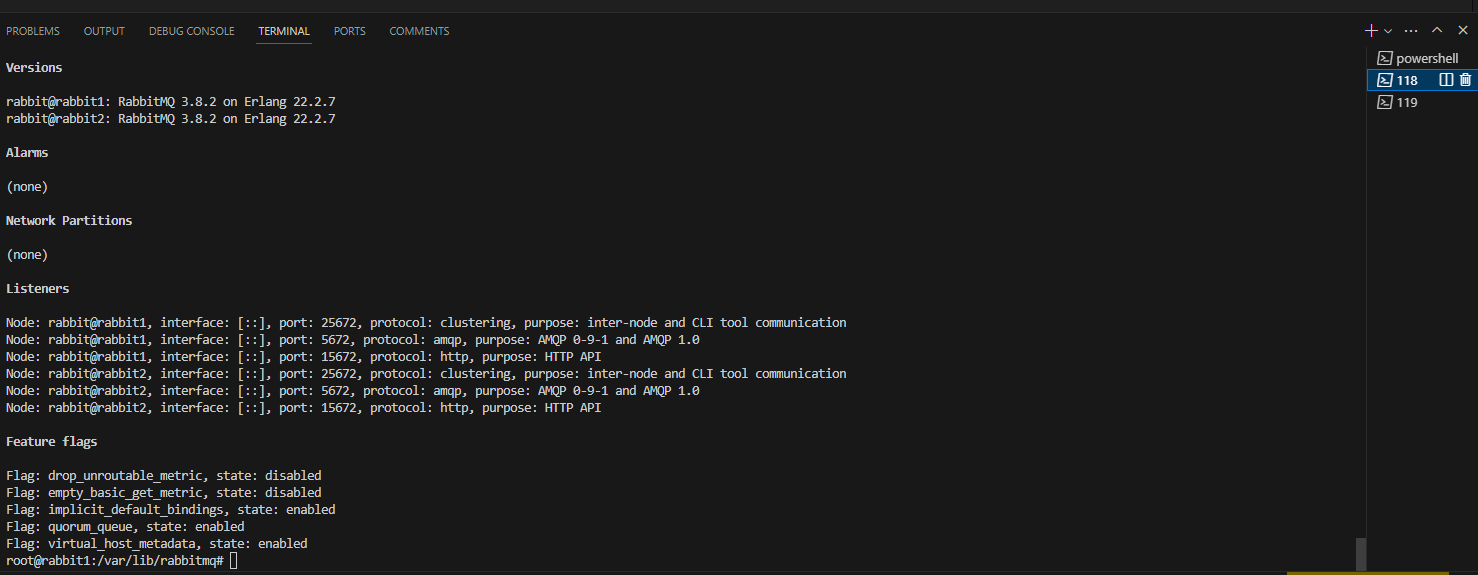 PROBLEMS OUTPUT DEBUG CONSOLE TERMINAL PORTS COMMENTS
powershell
118
119
Versions
rabbit@rabbit1: RabbitMQ 3.8.2 on Erlang 22.2.7
rabbit@rabbit2: RabbitMQ 3.8.2 on Erlang 22.2.7
Alarms
(none)
Network Partitions
(none)
Listeners
Node: rabbit@rabbit1, interface: [::], port: 25672, protocol: clustering, purpose: inter-node and CLI tool communication
Node: rabbit@rabbit1, interface: [::], port: 5672, protocol: amqp, purpose: AMQP 0-9-1 and AMQP 1.0
Node: rabbit@rabbit1, interface: [::], port: 15672, protocol: http, purpose: HTTP API
Node: rabbit@rabbit2, interface: [::], port: 25672, protocol: clustering, purpose: inter-node and CLI tool communication
Node: rabbit@rabbit2, interface: [::], port: 5672, protocol: amqp, purpose: AMQP 0-9-1 and AMQP 1.0
Node: rabbit@rabbit2, interface: [::], port: 15672, protocol: http, purpose: HTTP API
Feature flags
Flag: drop_unroutable_metric, state: disabled
Flag: empty_basic_get_metric, state: disabled
Flag: implicit_default_bindings, state: enabled
Flag: quorum_queue, state: enabled
Flag: virtual_host_metadata, state: enabled
root@rabbit1:/var/lib/rabbitmq#